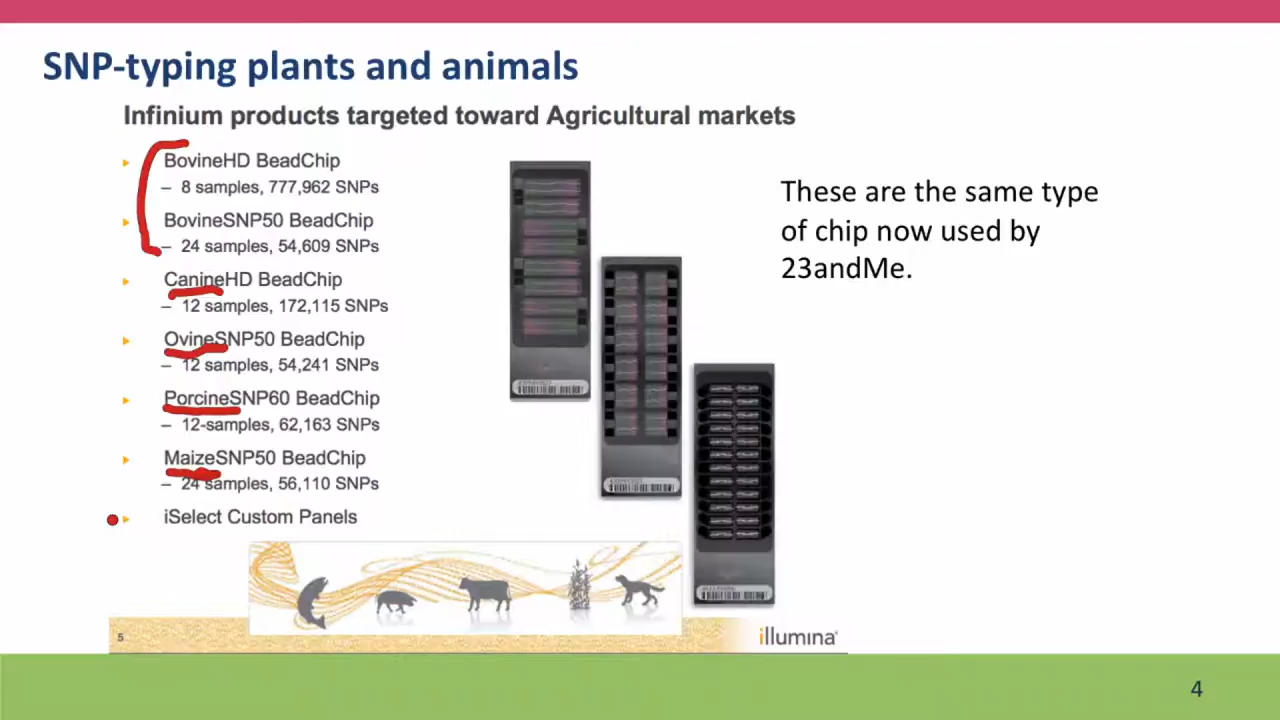 SNP-typing plants and animals
Infinium products targeted toward Agricultural markets
BovineHD BeadChip
– 8 samples, 777,962 SNPs
BovineSNP50 BeadChip
– 24 samples, 54,609 SNPs
CanineHD BeadChip
– 12 samples, 172,115 SNPs
OvineSNP50 BeadChip
– 12 samples, 54,241 SNPs
PorcineSNP60 BeadChip
– 12-samples, 62,163 SNPs
MaizeSNP50 BeadChip
– 24 samples, 56,110 SNPs
iSelect Custom Panels
These are the same type
of chip now used by
23andMe.
5
illumina
4